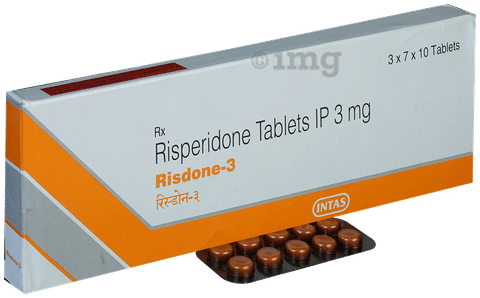 1mg
3 x 7 x 10 Tablets
Rx
Risperidone Tablets IP 3 mg
Risdone-3
रिस्डोन-३
INTAS